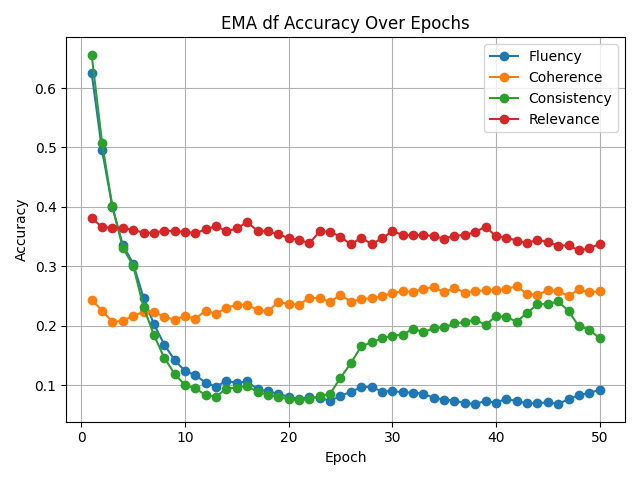 EMA df Accuracy Over Epochs
Fluency
Coherence
Consistency
Relevance
Accuracy
0.6
0.5
0.4
0.3
0.2
0.1
0 10 20 30 40 50
Epoch